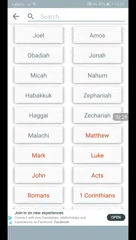 Search
Joel Amos
Obadiah Jonah
Micah Nahum
Habakkuk Zephaniah
Haggai Zechariah
Malachi Matthew
Mark Luke
John Acts
Romans 1 Corinthians
Join in on new experiences
OPEN